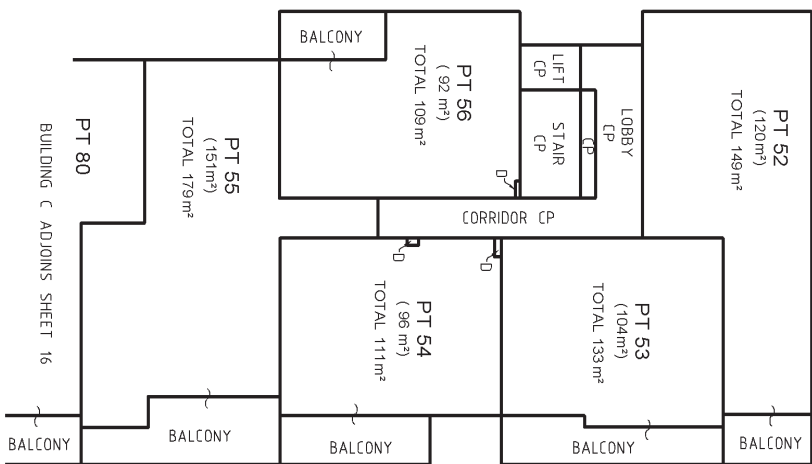 BALCONY
PT 56
( 92 m²)
TOTAL 109m²
LIFT
CP
STAIR
CP
CP
LOBBY
CP
PT 52
(120m²)
TOTAL 149m²
PT 80
BUILDING C ADJOINS SHEET 16
PT 55
(151m²)
TOTAL 179m²
D
CORRIDOR CP
D
D
PT 54
( 96 m²)
TOTAL 111m²
PT 53
(104m²)
TOTAL 133m²
BALCONY
BALCONY
BALCONY
BALCONY
BALCONY